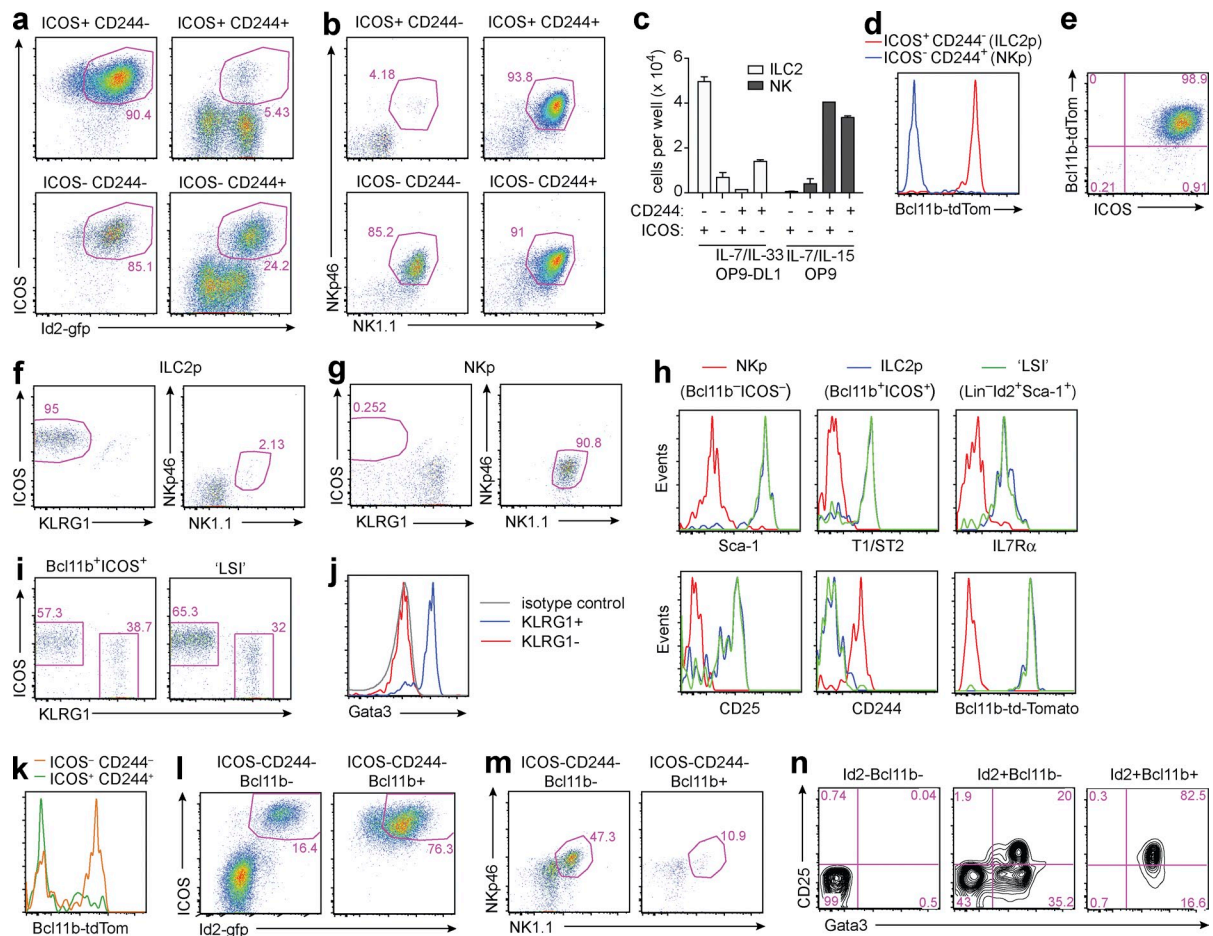 a
ICOS+ CD244-
ICOS+ CD244+
90.4
5.43
ICOS- CD244-
ICOS- CD244+
85.1
24.2
ICOS
Id2-gfp
b
ICOS+ CD244-
ICOS+ CD244+
4.18
93.8
ICOS- CD244-
ICOS- CD244+
85.2
91
NKp46
NK1.1
c
cells per well (x 10⁴)
6
4
2
0
ILC2
NK
CD244: - - + + - - + +
ICOS: + - + - + - + -
IL-7/IL-33 IL-7/IL-15
OP9-DL1 OP9
d
ICOS⁺ CD244⁻ (ILC2p)
ICOS⁻ CD244⁺ (NKp)
Bcl11b-tdTom
e
0
98.9
0.21
0.91
Bcl11b-tdTom
ICOS
f
ILC2p
95
ICOS
KLRG1
2.13
NKp46
NK1.1
g
NKp
0.252
ICOS
KLRG1
90.8
NKp46
NK1.1
h
NKp
(Bcl11b⁻ICOS⁻)
ILC2p
(Bcl11b⁺ICOS⁺)
'LSI'
(Lin⁻Id2⁺Sca-1⁺)
Events
Sca-1
T1/ST2
IL7Rα
Events
CD25
CD244
Bcl11b-td-Tomato
i
Bcl11b⁺ICOS⁺
'LSI'
57.3
38.7
65.3
32
ICOS
KLRG1
j
isotype control
KLRG1+
KLRG1-
Gata3
k
ICOS⁻ CD244⁻
ICOS⁺ CD244⁺
Bcl11b-tdTom
l
ICOS-CD244-
Bcl11b-
ICOS-CD244-
Bcl11b+
16.4
76.3
ICOS
Id2-gfp
m
ICOS-CD244-
Bcl11b-
ICOS-CD244-
Bcl11b+
47.3
10.9
NKp46
NK1.1
n
Id2-Bcl11b-
Id2+Bcl11b-
Id2+Bcl11b+
0.74
0.04
99
0.5
1.9
20
43
35.2
0.3
82.5
0.7
16.6
CD25
Gata3